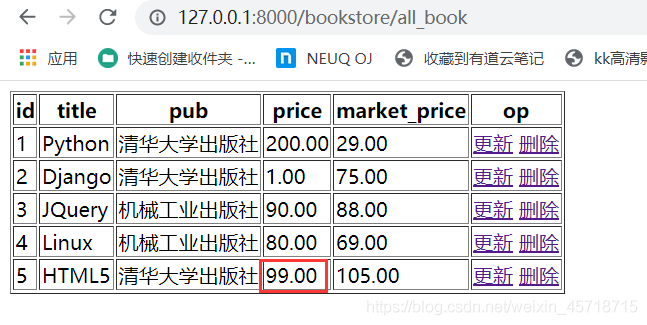 127.0.0.1:8000/bookstore/all_book
应用 快速创建收件夹 -... NEUQ OJ 收藏到有道云笔记 kk高清影
id title pub price market_price op
1 Python 清华大学出版社 200.00 29.00 更新 删除
2 Django 清华大学出版社 1.00 75.00 更新 删除
3 JQuery 机械工业出版社 90.00 88.00 更新 删除
4 Linux 机械工业出版社 80.00 69.00 更新 删除
5 HTML5 清华大学出版社 99.00 105.00 更新 删除
https://blog.csdn.net/weixin_45718715